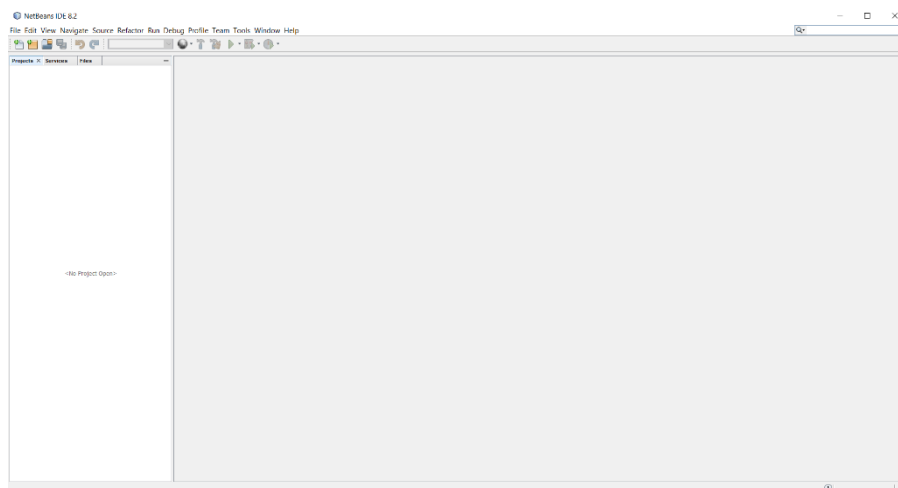 NetBeans IDE 8.2
File Edit View Navigate Source Refactor Run Debug Profile Team Tools Window Help
Projects × Services Files
<No Project Open>